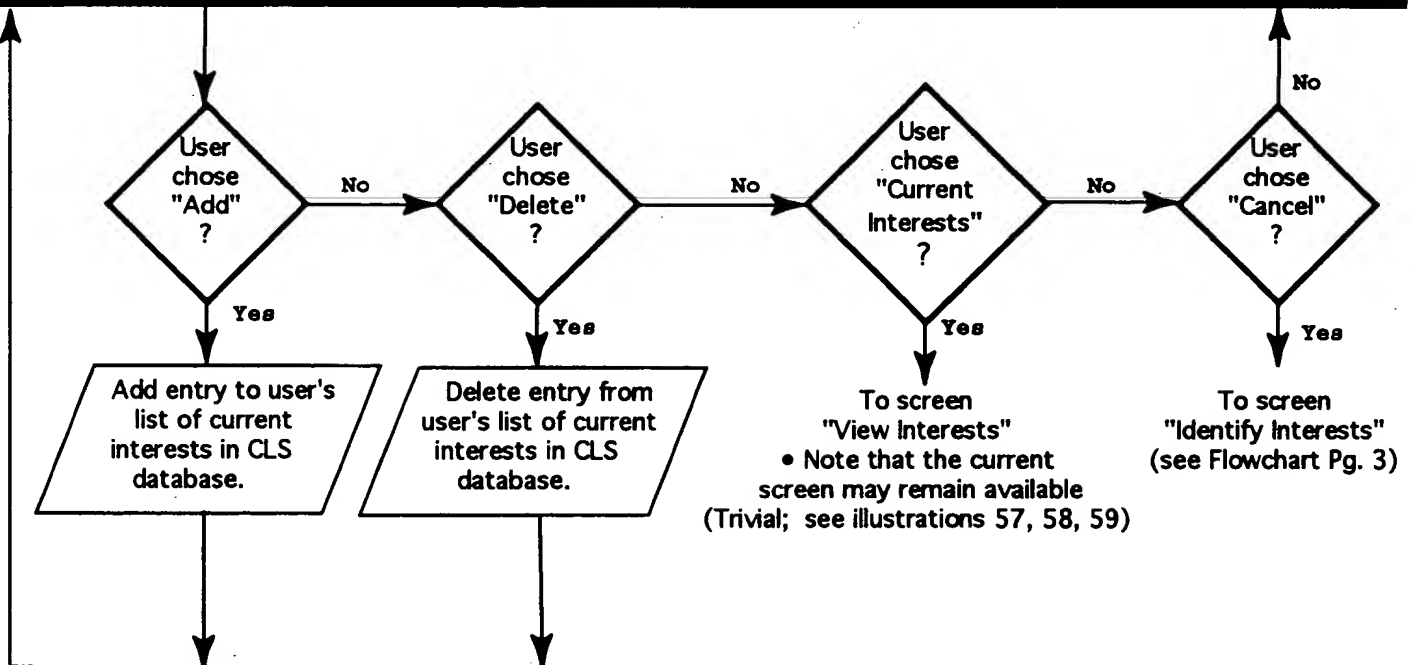 No
User
chose
"Add"
?
No
User
chose
"Delete"
?
No
User
chose
"Current
Interests"
?
No
User
chose
"Cancel"
?
Yes
Yes
Yes
Yes
Add entry to user's
list of current
interests in CLS
database.
Delete entry from
user's list of current
interests in CLS
database.
To screen
"View Interests"
• Note that the current
screen may remain available
(Trivial; see illustrations 57, 58, 59)
To screen
"Identify Interests"
(see Flowchart Pg. 3)